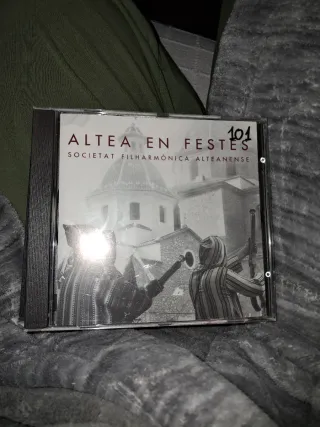 101
ALTEA EN FESTES
SOCIETAT FILHARMÒNICA ALTEANENSE